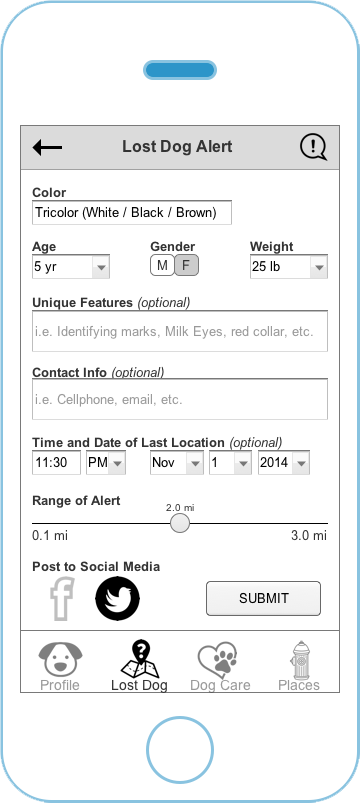 Lost Dog Alert
Color
Tricolor (White / Black / Brown)
Age Gender Weight
5 yr M F 25 lb
Unique Features (optional)
i.e. Identifying marks, Milk Eyes, red collar, etc.
Contact Info (optional)
i.e. Cellphone, email, etc.
Time and Date of Last Location (optional)
11:30 PM Nov 1 2014
Range of Alert
2.0 mi
0.1 mi 3.0 mi
Post to Social Media
SUBMIT
Profile Lost Dog Dog Care Places